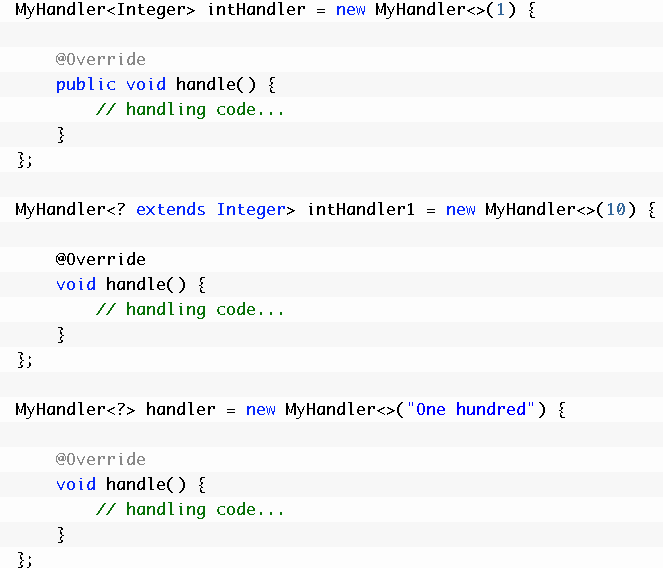 MyHandler<Integer> intHandler = new MyHandler<>(1) {
@Override
public void handle() {
// handling code...
}
};
MyHandler<? extends Integer> intHandler1 = new MyHandler<>(10) {
@Override
void handle() {
// handling code...
}
};
MyHandler<?> handler = new MyHandler<>("One hundred") {
@Override
void handle() {
// handling code...
}
};